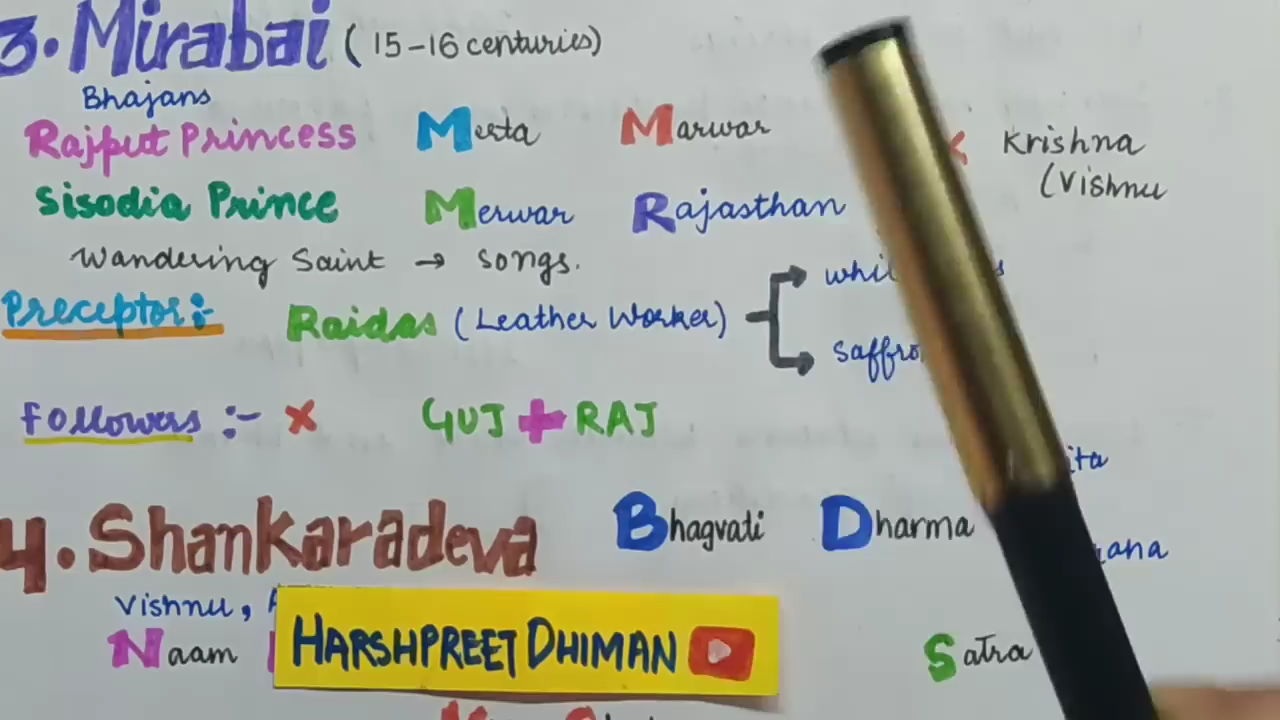 3. Mirabai (15-16 centuries)
Bhajans
Rajput Princess Merta Marwar x Krishna
(Vishnu
Sisodia Prince Merwar Rajasthan
Wandering Saint → songs.
Preceptor:- Raidas (Leather Worker)
Followers :- x GUJ + RAJ
4. Shankaradeva Bhagvati Dharma
Vishnu,
Naam Satra
HARSHPREET DHIMAN